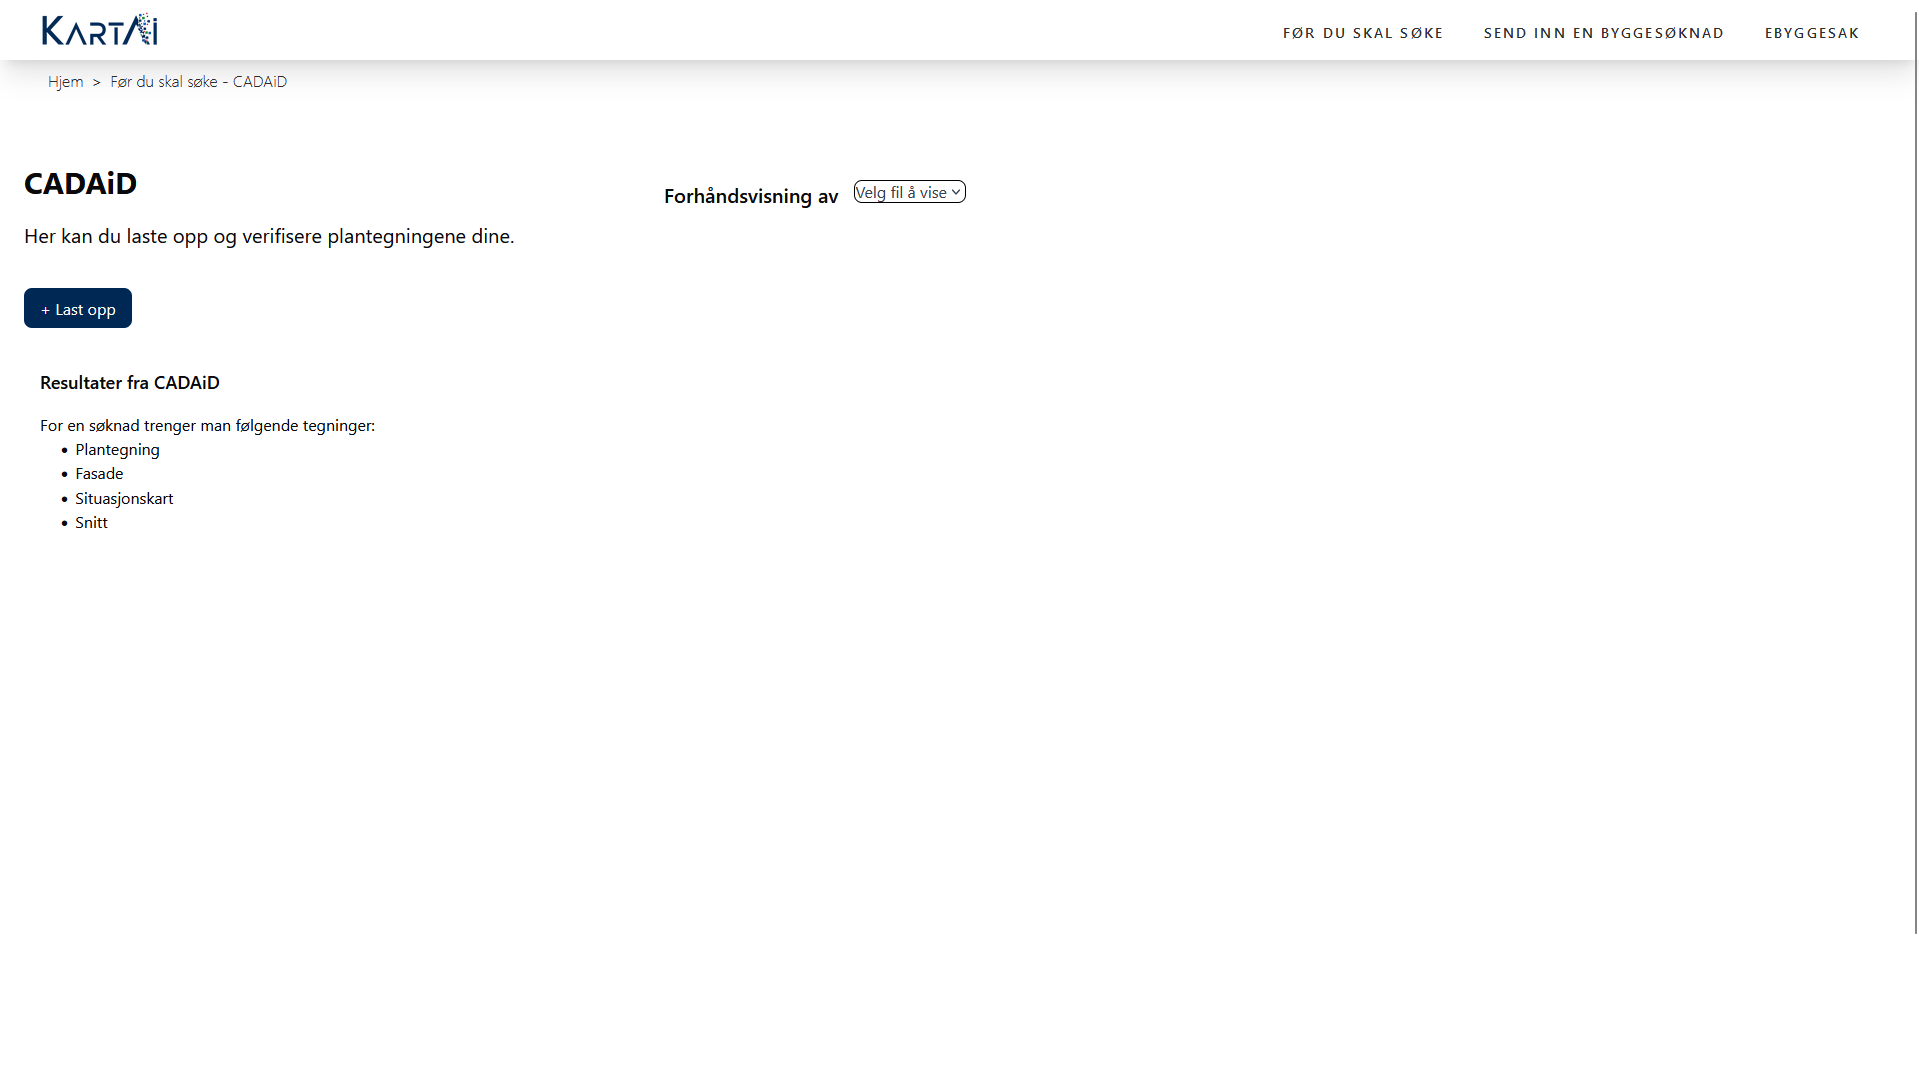 KARTAi
FØR DU SKAL SØKE
SEND INN EN BYGGESØKNAD
EBYGGESAK
Hjem > Før du skal søke - CADAiD
CADAiD
Her kan du laste opp og verifisere plantegningene dine.
+ Last opp
Resultater fra CADAiD
For en søknad trenger man følgende tegninger:
• Plantegning
• Fasade
• Situasjonskart
• Snitt
Forhåndsvisning av
Velg fil å vise